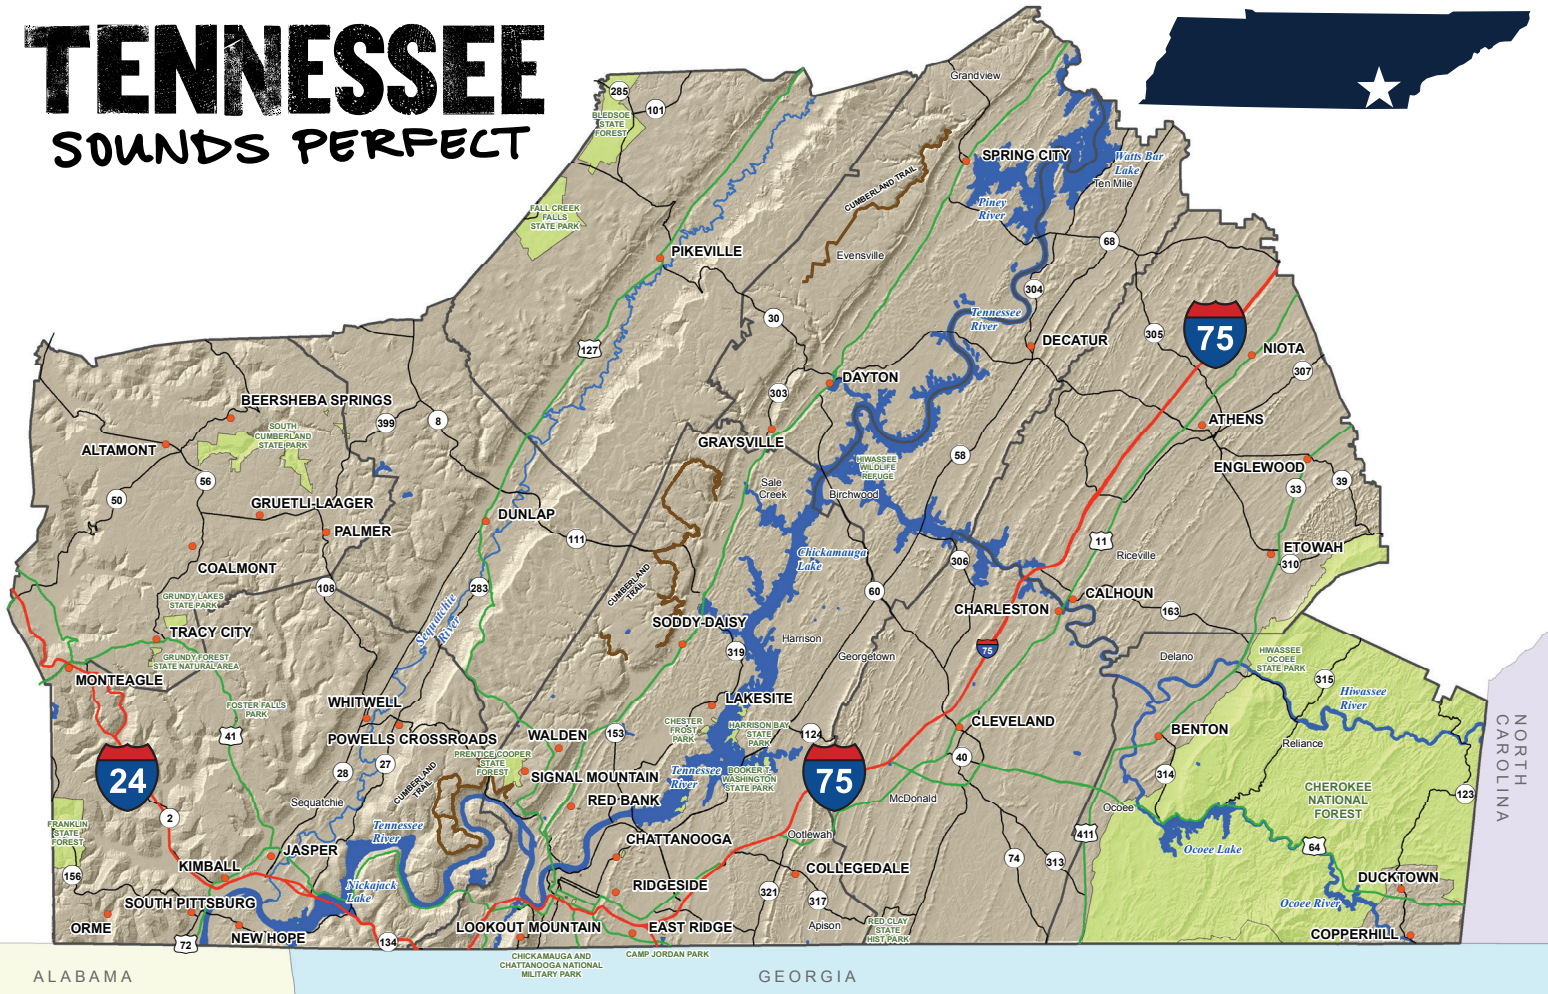 TENNESSEE
SOUNDS PERFECT
Grandview
285
101
BLEDSOE
STATE
FOREST
SPRING CITY
Watts Bar
Lake
Ten Mile
CUMBERLAND TRAIL
Piney
River
FALL CREEK
FALLS
STATE PARK
PIKEVILLE
Evensville
68
304
30
Tennessee
River
127
DECATUR
305
75
NIOTA
307
DAYTON
303
BEERSHEBA SPRINGS
399
8
SOUTH
CUMBERLAND
STATE PARK
ALTAMONT
GRAYSVILLE
ATHENS
58
HIWASSEE
WILDLIFE
REFUGE
ENGLEWOOD
56
50
Sale
Creek
Birchwood
33
39
GRUETLI-LAAGER
DUNLAP
PALMER
111
11
Riceville
ETOWAH
310
Chickamauga
Lake
306
COALMONT
108
283
CUMBERLAND
TRAIL
60
CALHOUN
CHARLESTON
163
GRUNDY LAKES
STATE PARK
Sequatchie
River
SODDY-DAISY
TRACY CITY
Harrison
319
75
Georgetown
Delano
GRUNDY FOREST
STATE NATURAL AREA
HIWASSEE
OCOEE
STATE PARK
MONTEAGLE
315
Hiwassee
River
WHITWELL
LAKESITE
FOSTER FALLS
PARK
CHESTER
FROST
PARK
HARRISON BAY
STATE
PARK
CLEVELAND
BENTON
NORTH
CAROLINA
41
POWELLS CROSSROADS
WALDEN
153
124
Reliance
PRENTICE COOPER
STATE
FOREST
40
24
28
27
CUMBERLAND
TRAIL
SIGNAL MOUNTAIN
Tennessee
River
BOOKER T.
WASHINGTON
STATE PARK
75
314
CHEROKEE
NATIONAL
FOREST
123
Sequatchie
RED BANK
McDonald
Ocoee
2
FRANKLIN
STATE
FOREST
Tennessee
River
CHATTANOOGA
Ootlewah
411
64
Ocoee Lake
JASPER
KIMBALL
74
313
156
COLLEGEDALE
DUCKTOWN
Nickajack
Lake
RIDGESIDE
321
317
SOUTH PITTSBURG
Ocoee River
ORME
LOOKOUT MOUNTAIN
EAST RIDGE
Apison
RED CLAY
STATE
HIST PARK
NEW HOPE
COPPERHILL
72
134
CHICKAMAUGA AND
CHATTANOOGA NATIONAL
MILITARY PARK
CAMP JORDAN PARK
ALABAMA
GEORGIA